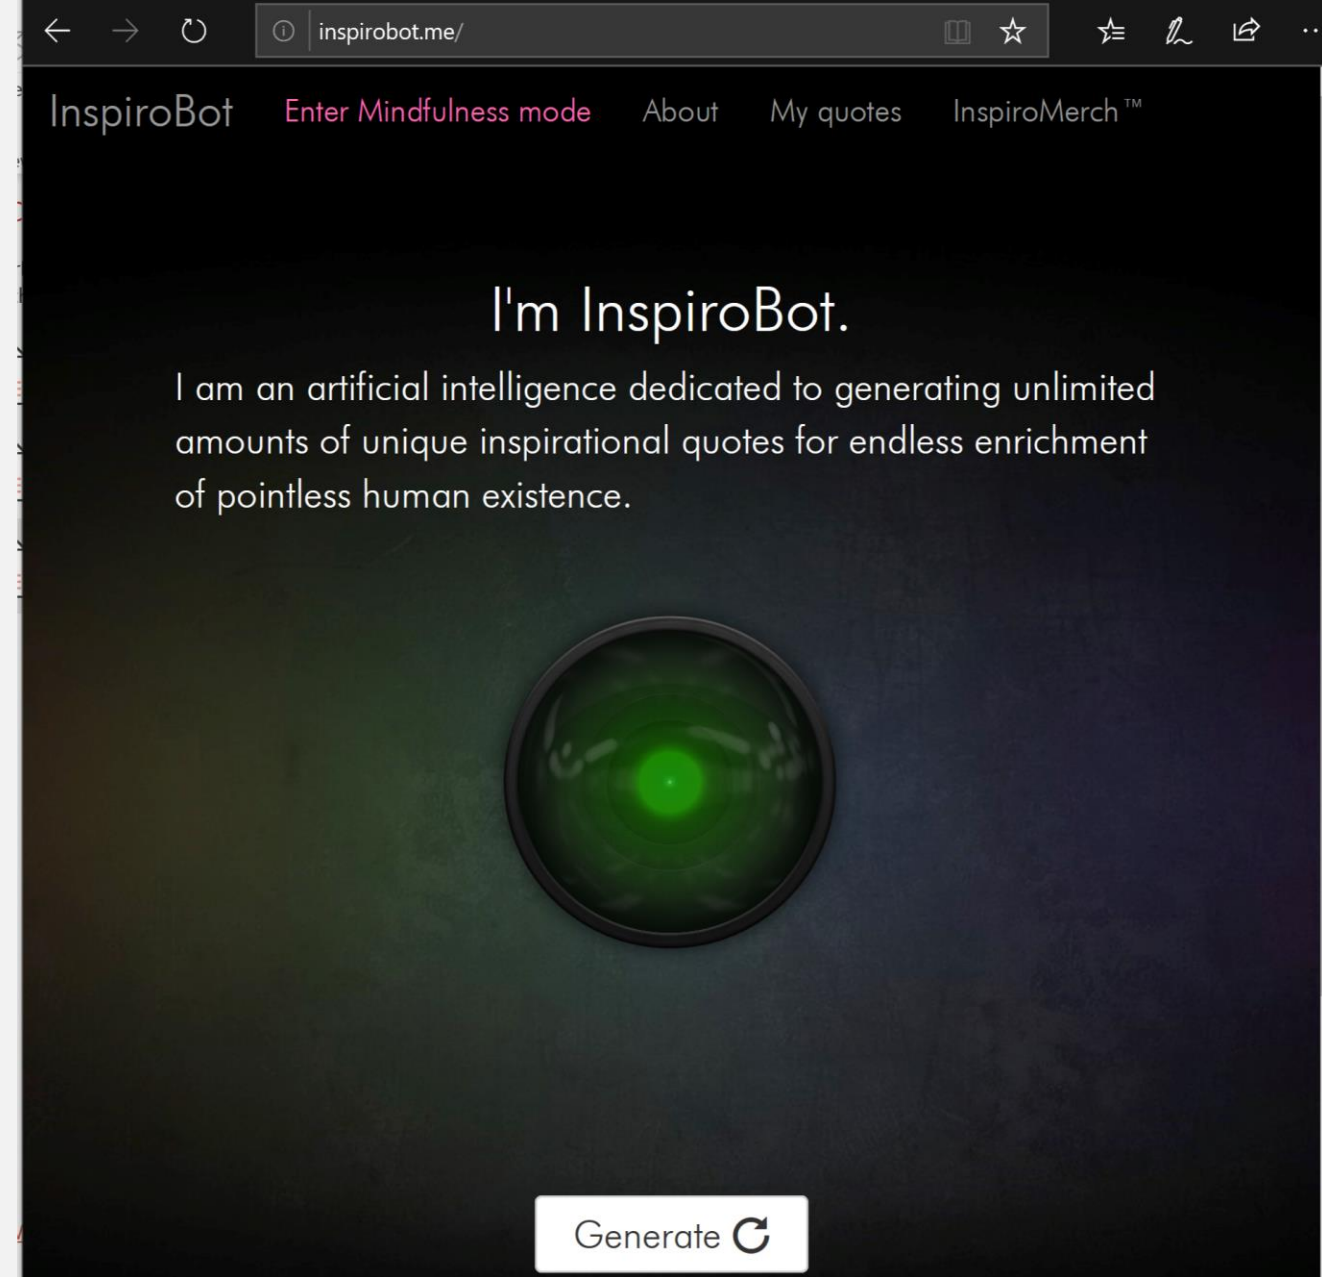 inspirobot.me/
InspiroBot Enter Mindfulness mode About My quotes InspiroMerch™
I'm InspiroBot.
I am an artificial intelligence dedicated to generating unlimited
amounts of unique inspirational quotes for endless enrichment
of pointless human existence.
Generate